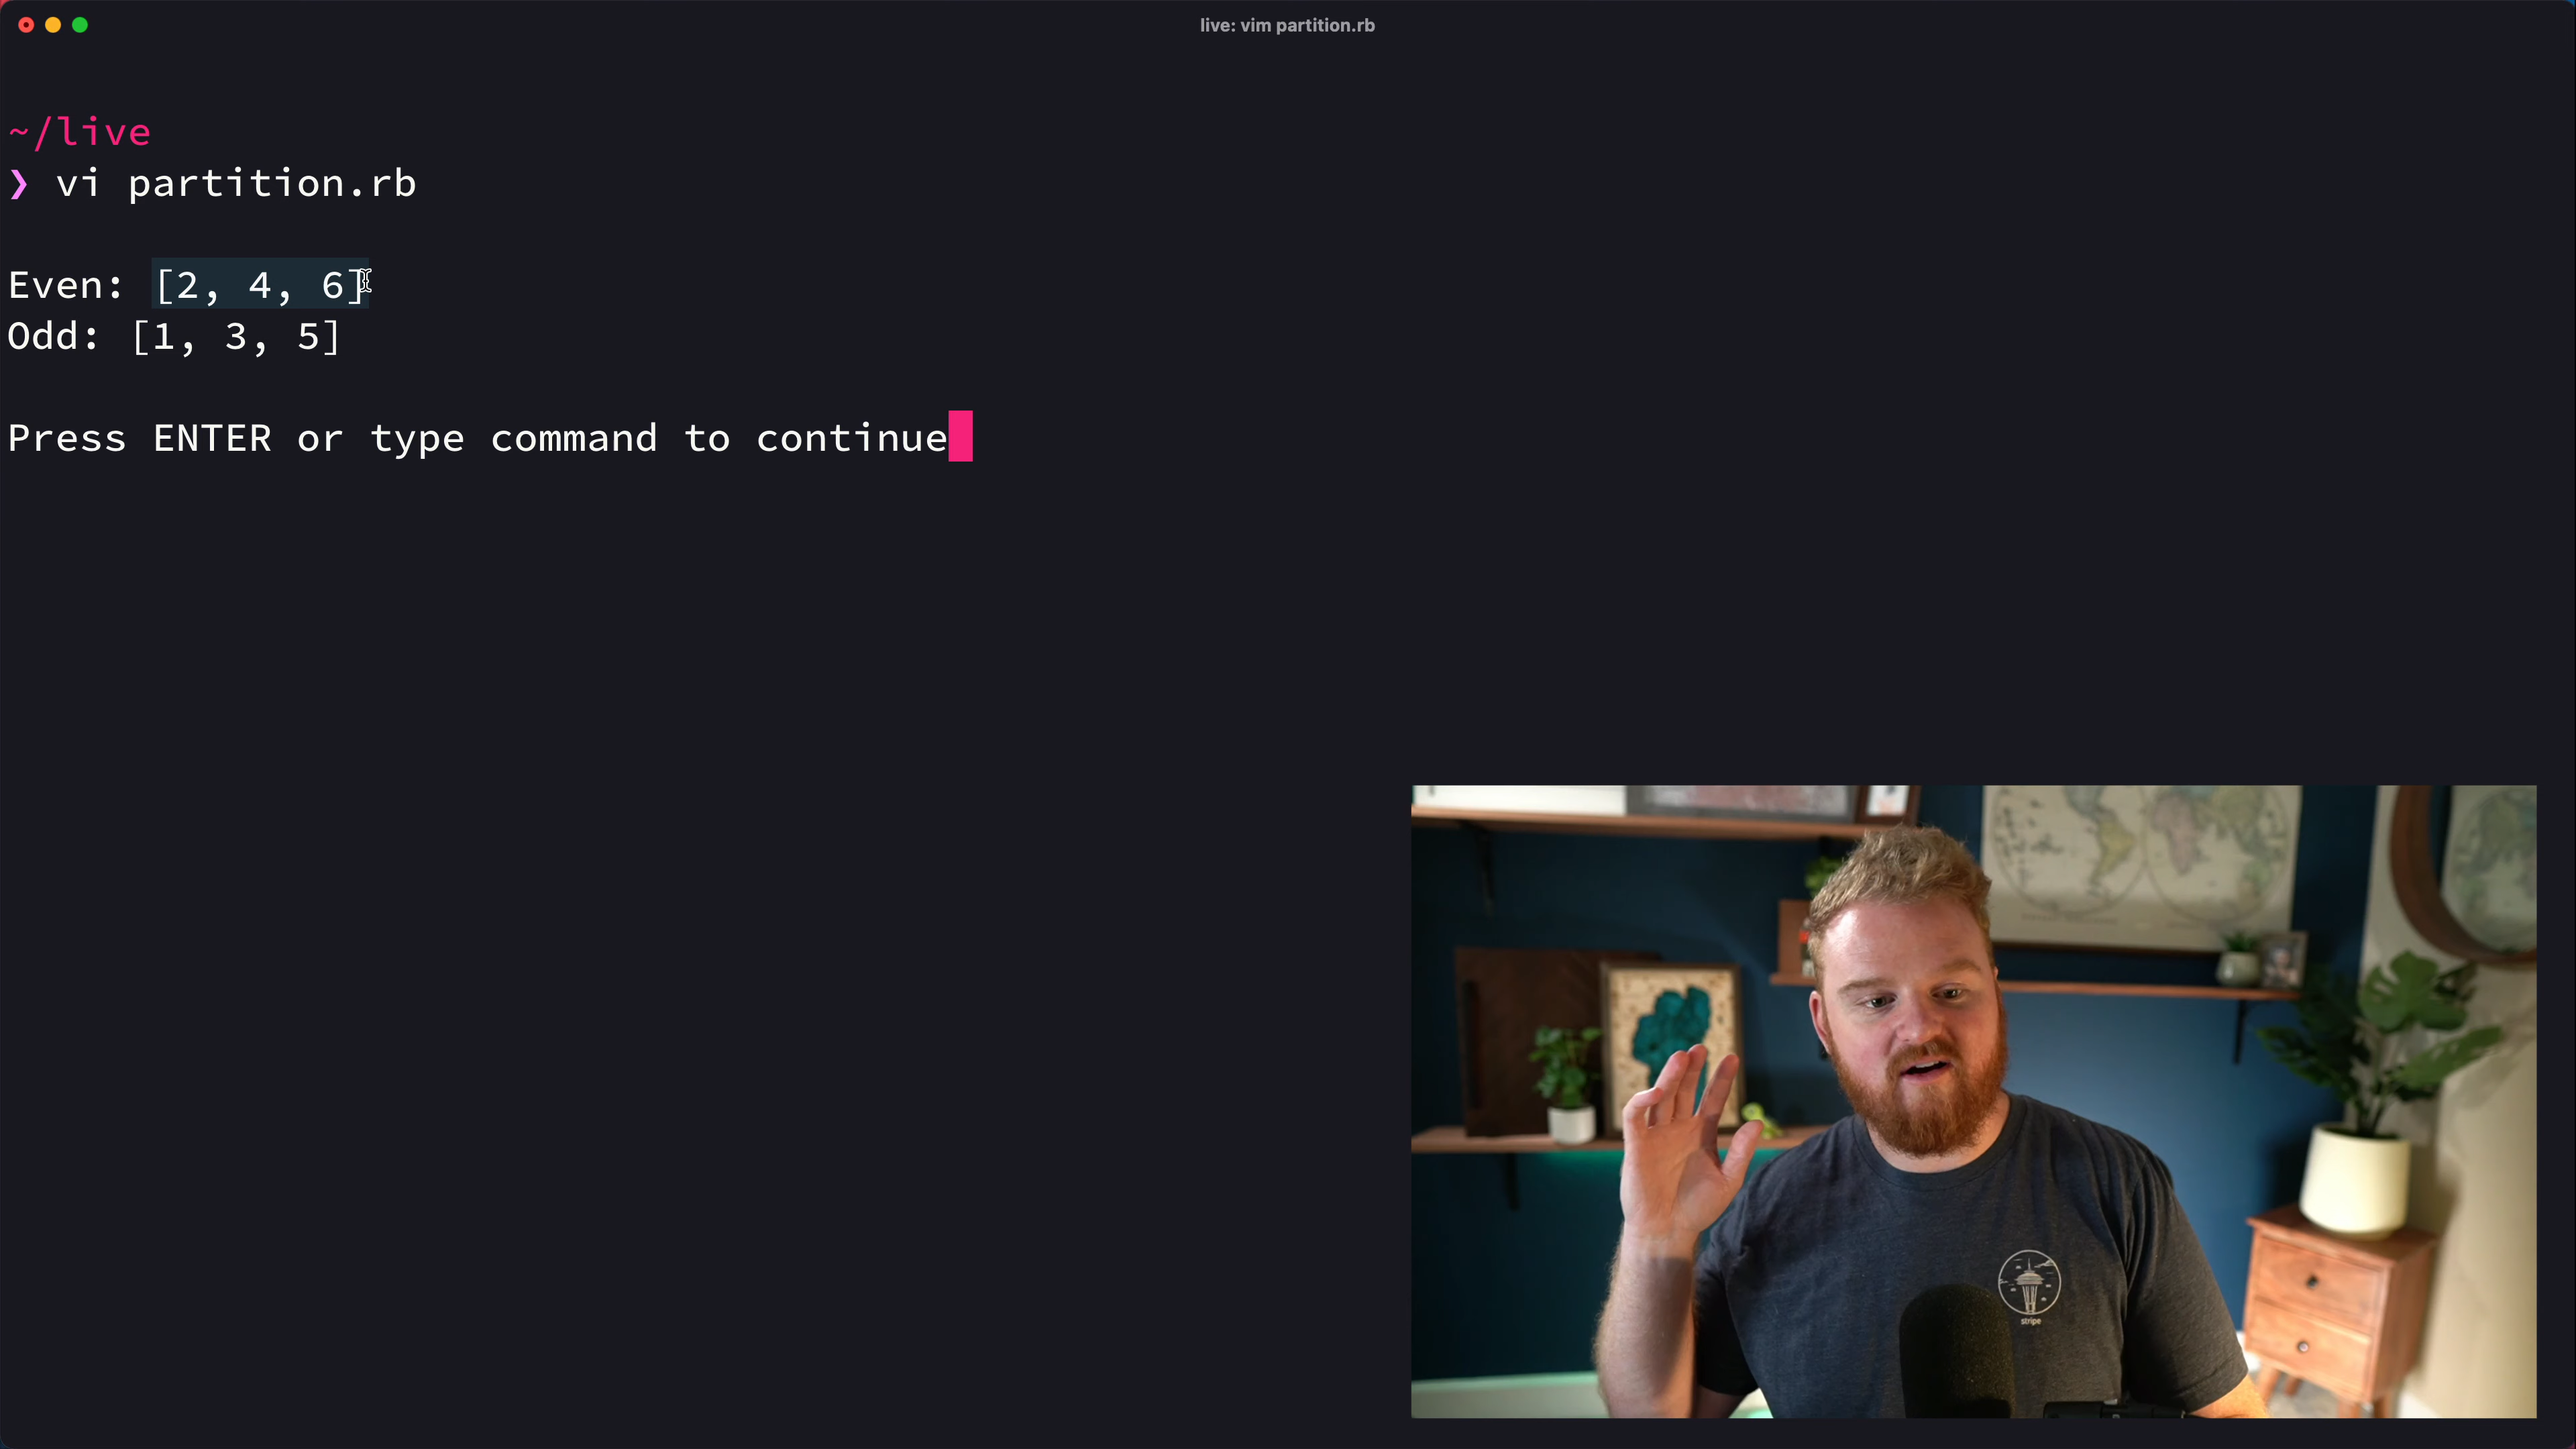 live: vim partition.rb
~/live
❯ vi partition.rb
Even: [2, 4, 6]
Odd: [1, 3, 5]
Press ENTER or type command to continue
stripe